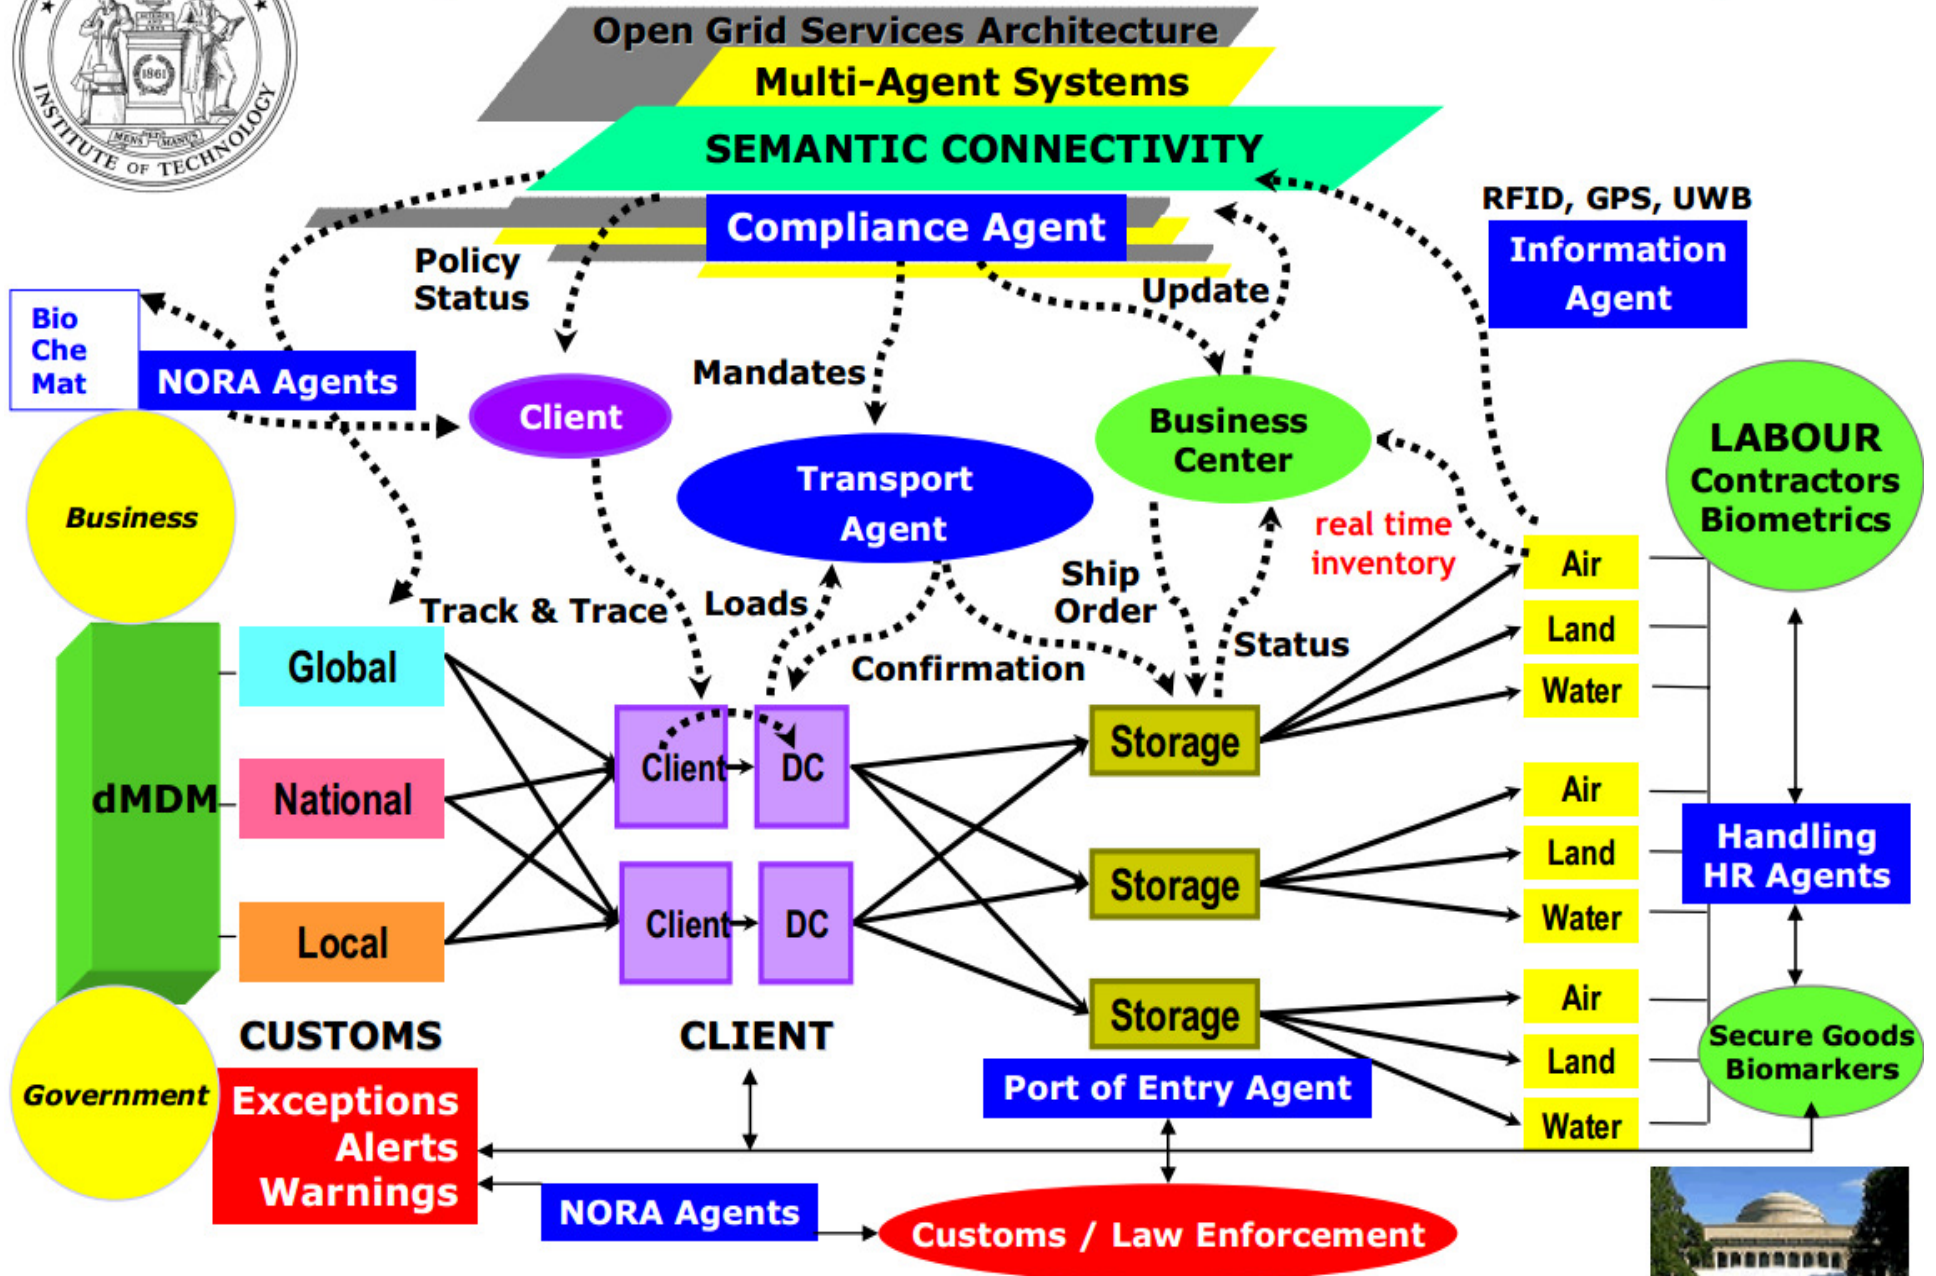 Open Grid Services Architecture
Multi-Agent Systems
SEMANTIC CONNECTIVITY
1861
MENS ET MANUS
INSTITUTE OF TECHNOLOGY
Compliance Agent
RFID, GPS, UWB
Information
Agent
Policy
Status
Update
Bio
Che
Mat
NORA Agents
Mandates
Client
Business
Center
Transport
Agent
LABOUR
Contractors
Biometrics
Business
real time
inventory
Track & Trace
Loads
Ship
Order
Confirmation
Status
Air
Land
Water
dMDM
Global
National
Local
Client
DC
Client
DC
Storage
Storage
Storage
Air
Land
Water
Air
Land
Water
Handling
HR Agents
Secure Goods
Biomarkers
CUSTOMS
CLIENT
Government
Exceptions
Alerts
Warnings
Port of Entry Agent
NORA Agents
Customs / Law Enforcement